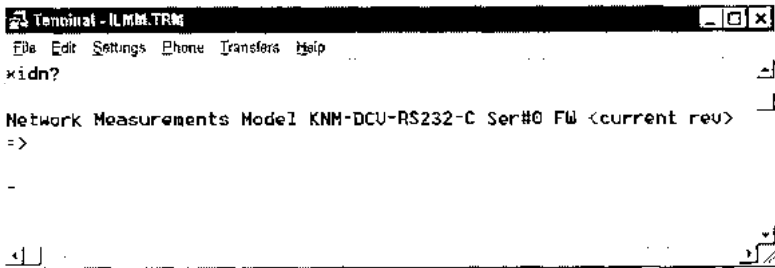 Terminal - ILMM.TRM
File Edit Settings Phone Transfers Help
*idn?
Network Measurements Model KNM-DCV-RS232-C Ser#0 FW <current rev>
=>
-